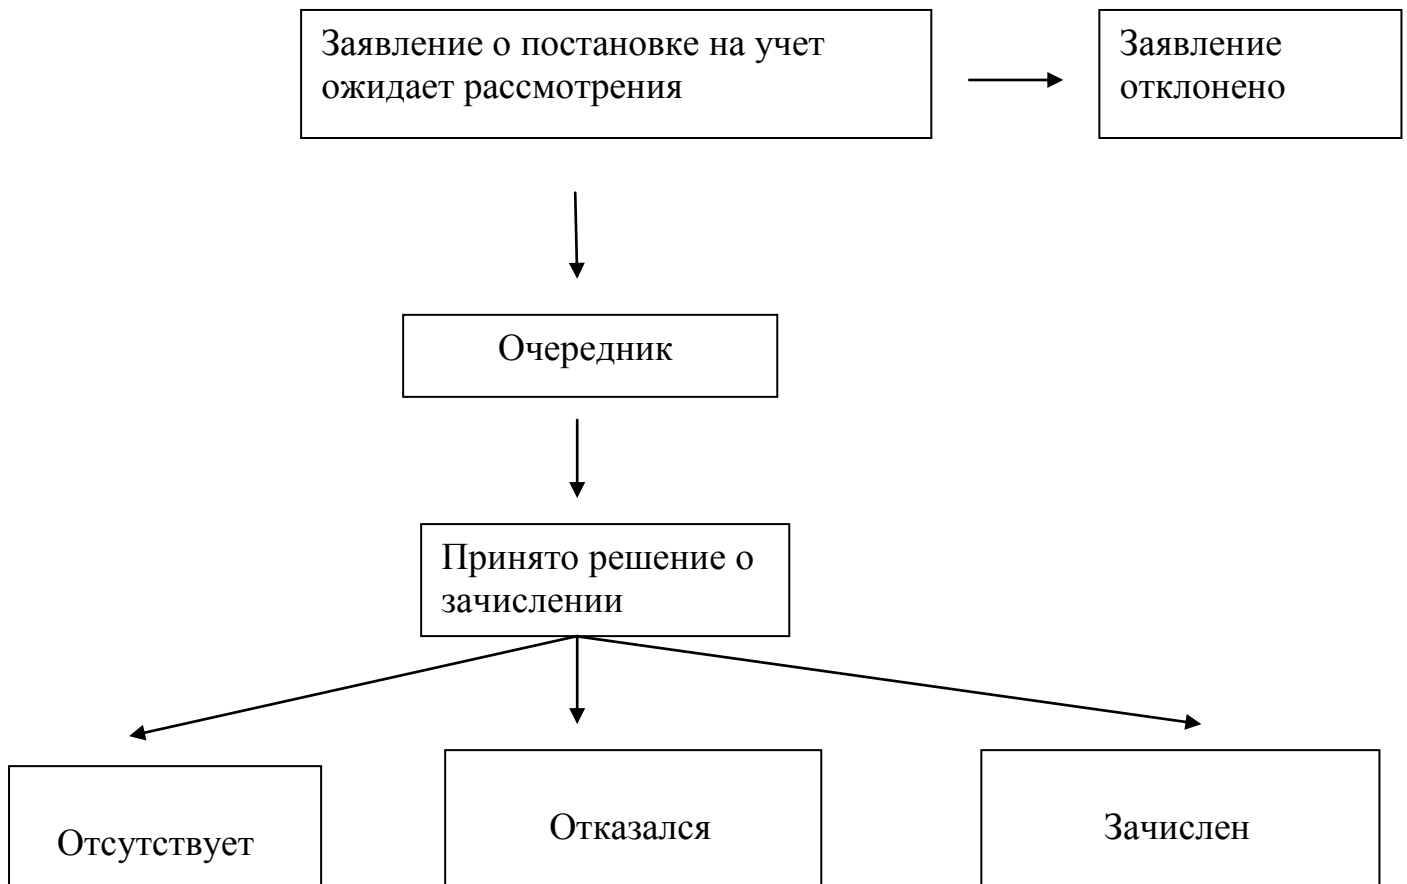 Заявление о постановке на учет
ожидает рассмотрения
Заявление
отклонено
Очередник
Принято решение о
зачислении
Отсутствует
Отказался
Зачислен